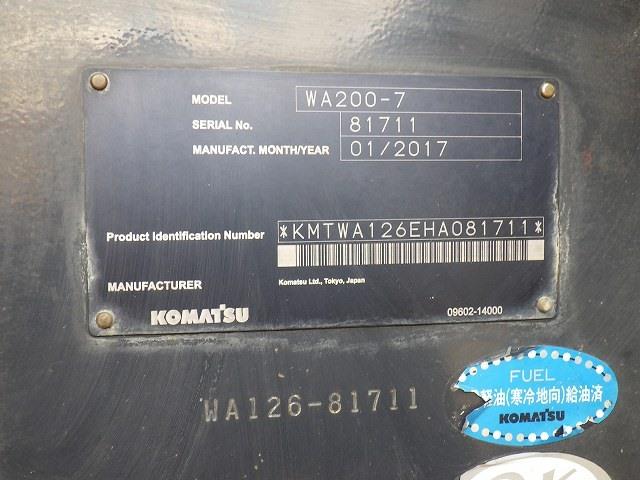 MODEL WA200-7
SERIAL No. 81711
MANUFACT. MONTH/YEAR 01/2017
Product Identification Number *KMTWA126EHA081711*
MANUFACTURER Komatsu Ltd., Tokyo, Japan
KOMATSU 09602-14000
WA126-81711
FUEL
軽油(寒冷地向)給油済
KOMATSU